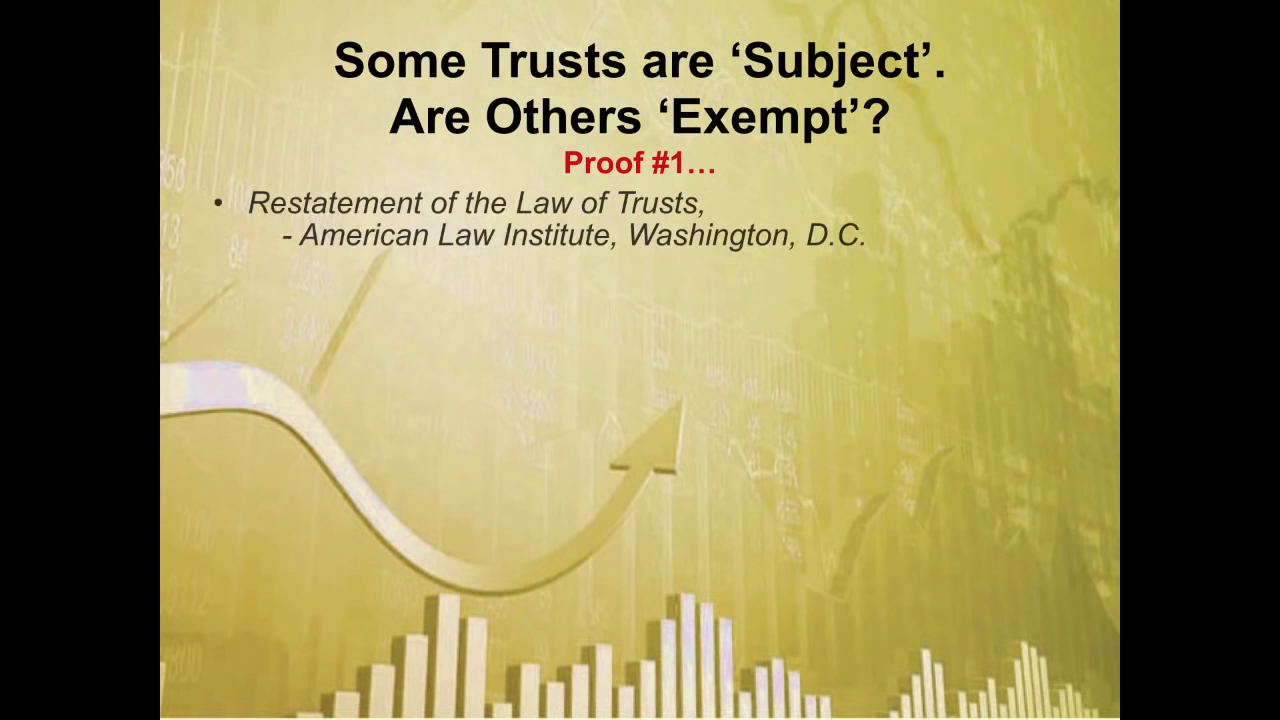 Some Trusts are ‘Subject’.
Are Others ‘Exempt’?
Proof #1…
• Restatement of the Law of Trusts,
- American Law Institute, Washington, D.C.